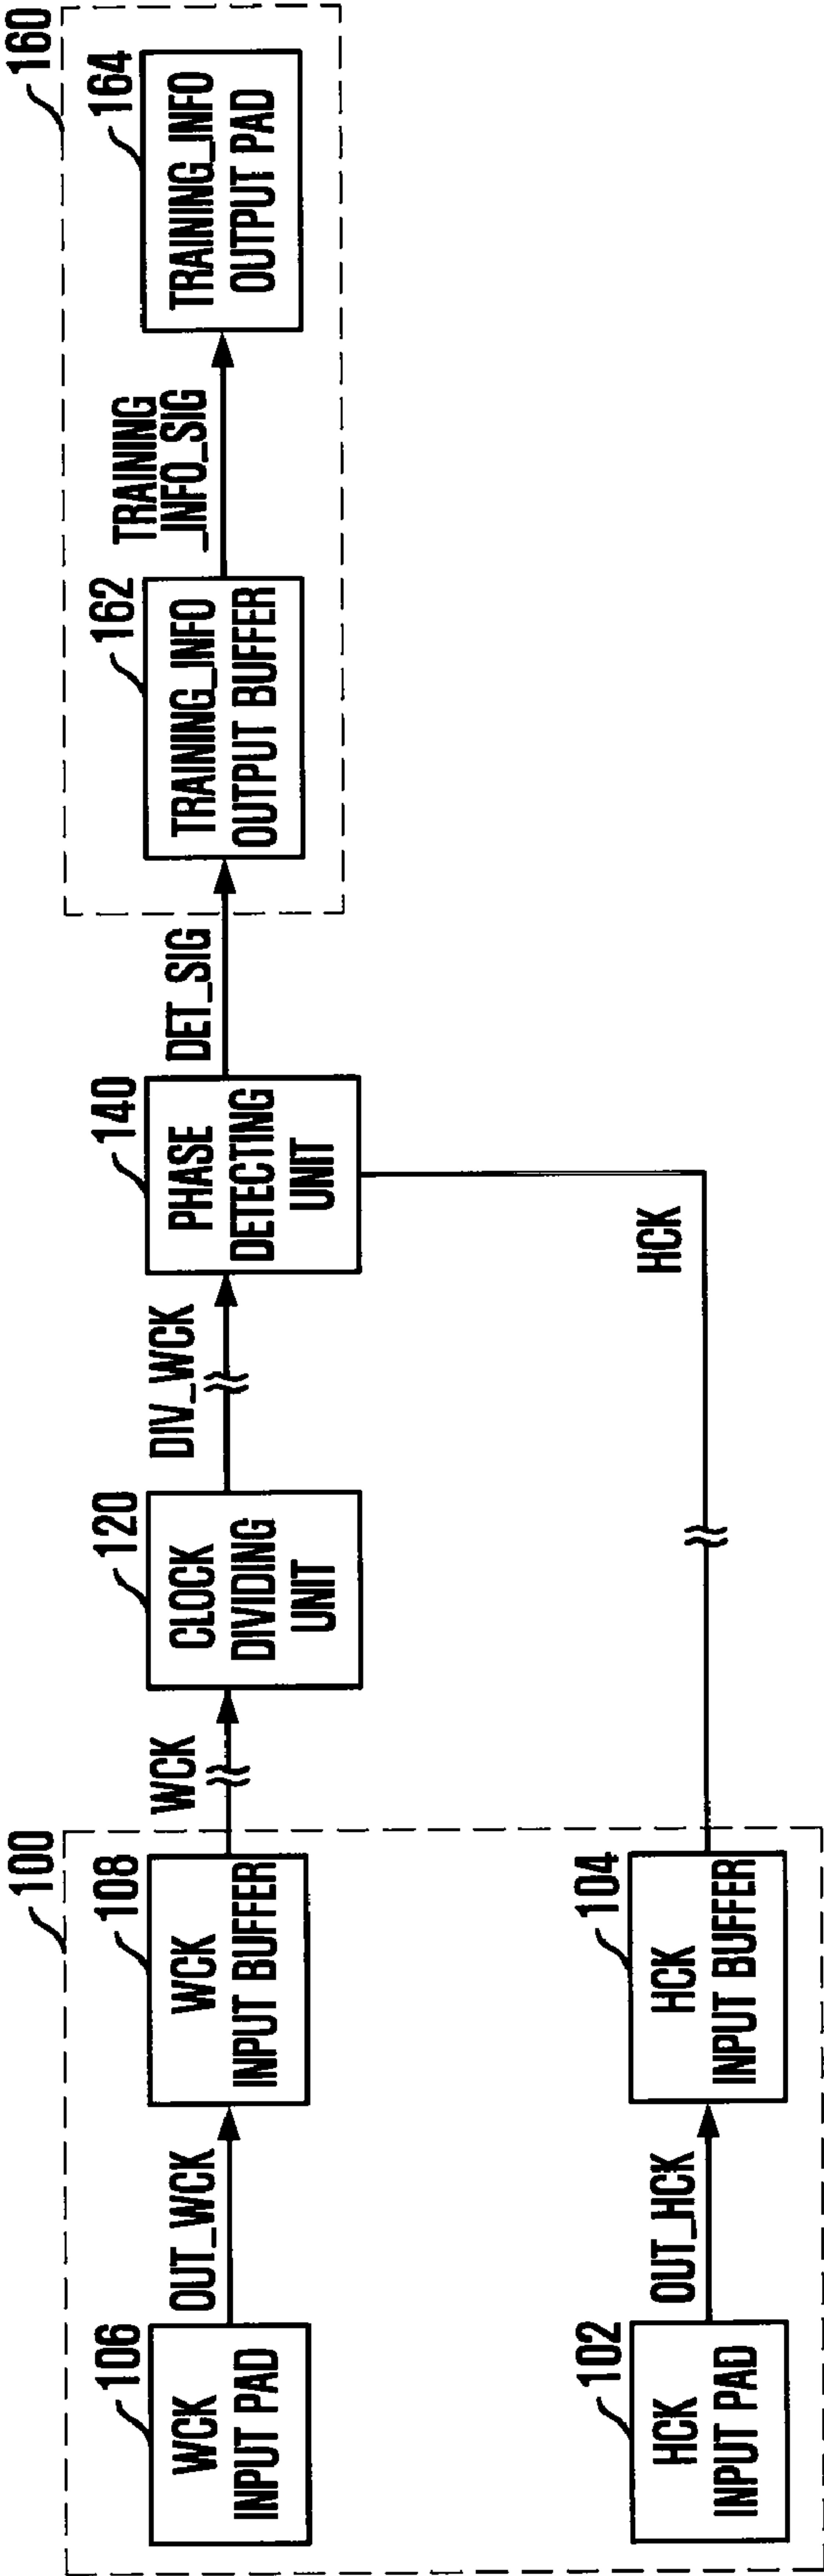 100
106
WCK
INPUT PAD
OUT_WCK
108
WCK
INPUT BUFFER
WCK
120
CLOCK
DIVIDING
UNIT
DIV_WCK
140
PHASE
DETECTING
UNIT
DET_SIG
160
162
TRAINING_INFO
OUTPUT BUFFER
TRAINING
_INFO_SIG
164
TRAINING_INFO
OUTPUT PAD
102
HCK
INPUT PAD
OUT_HCK
104
HCK
INPUT BUFFER
HCK